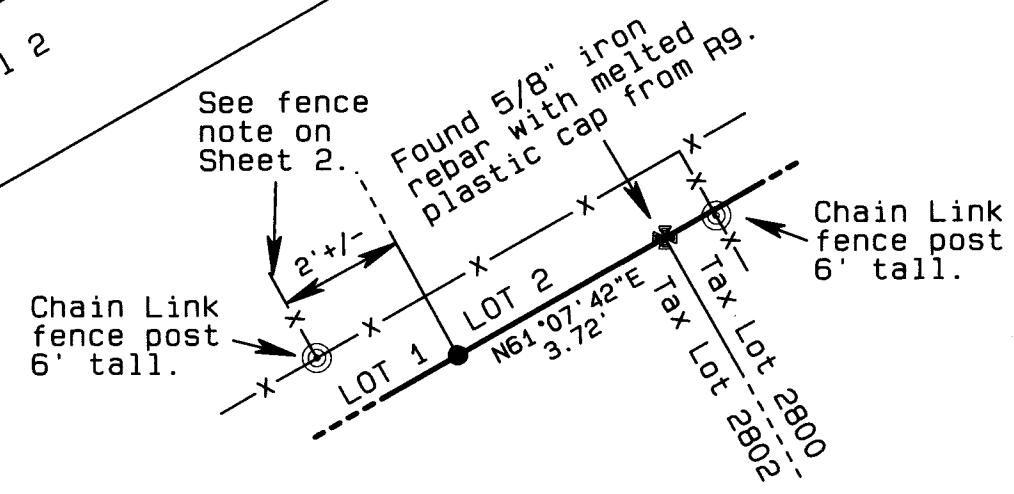 1 2
See fence
note on
Sheet 2.
Found 5/8" iron
rebar with melted
plastic cap from R9.
2'+/-
Chain Link
fence post
6' tall.
Chain Link
fence post
6' tall.
LOT 1
LOT 2
N61°07'42"E
3.72'
Tax Lot 2800
Tax Lot 2802